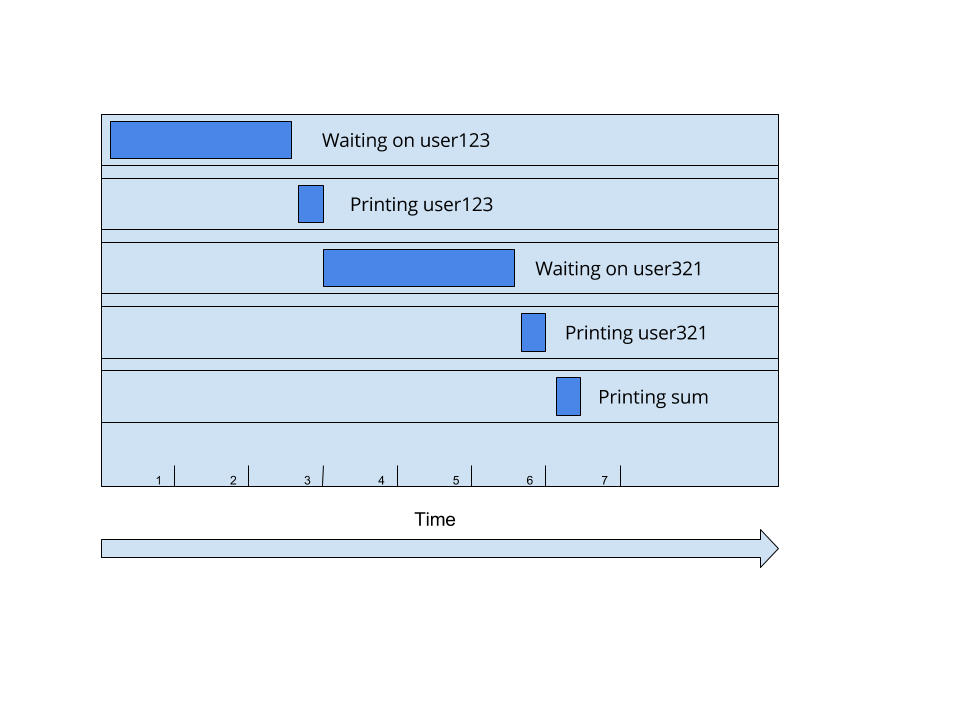 Waiting on user123
Printing user123
Waiting on user321
Printing user321
Printing sum
1 2 3 4 5 6 7
Time